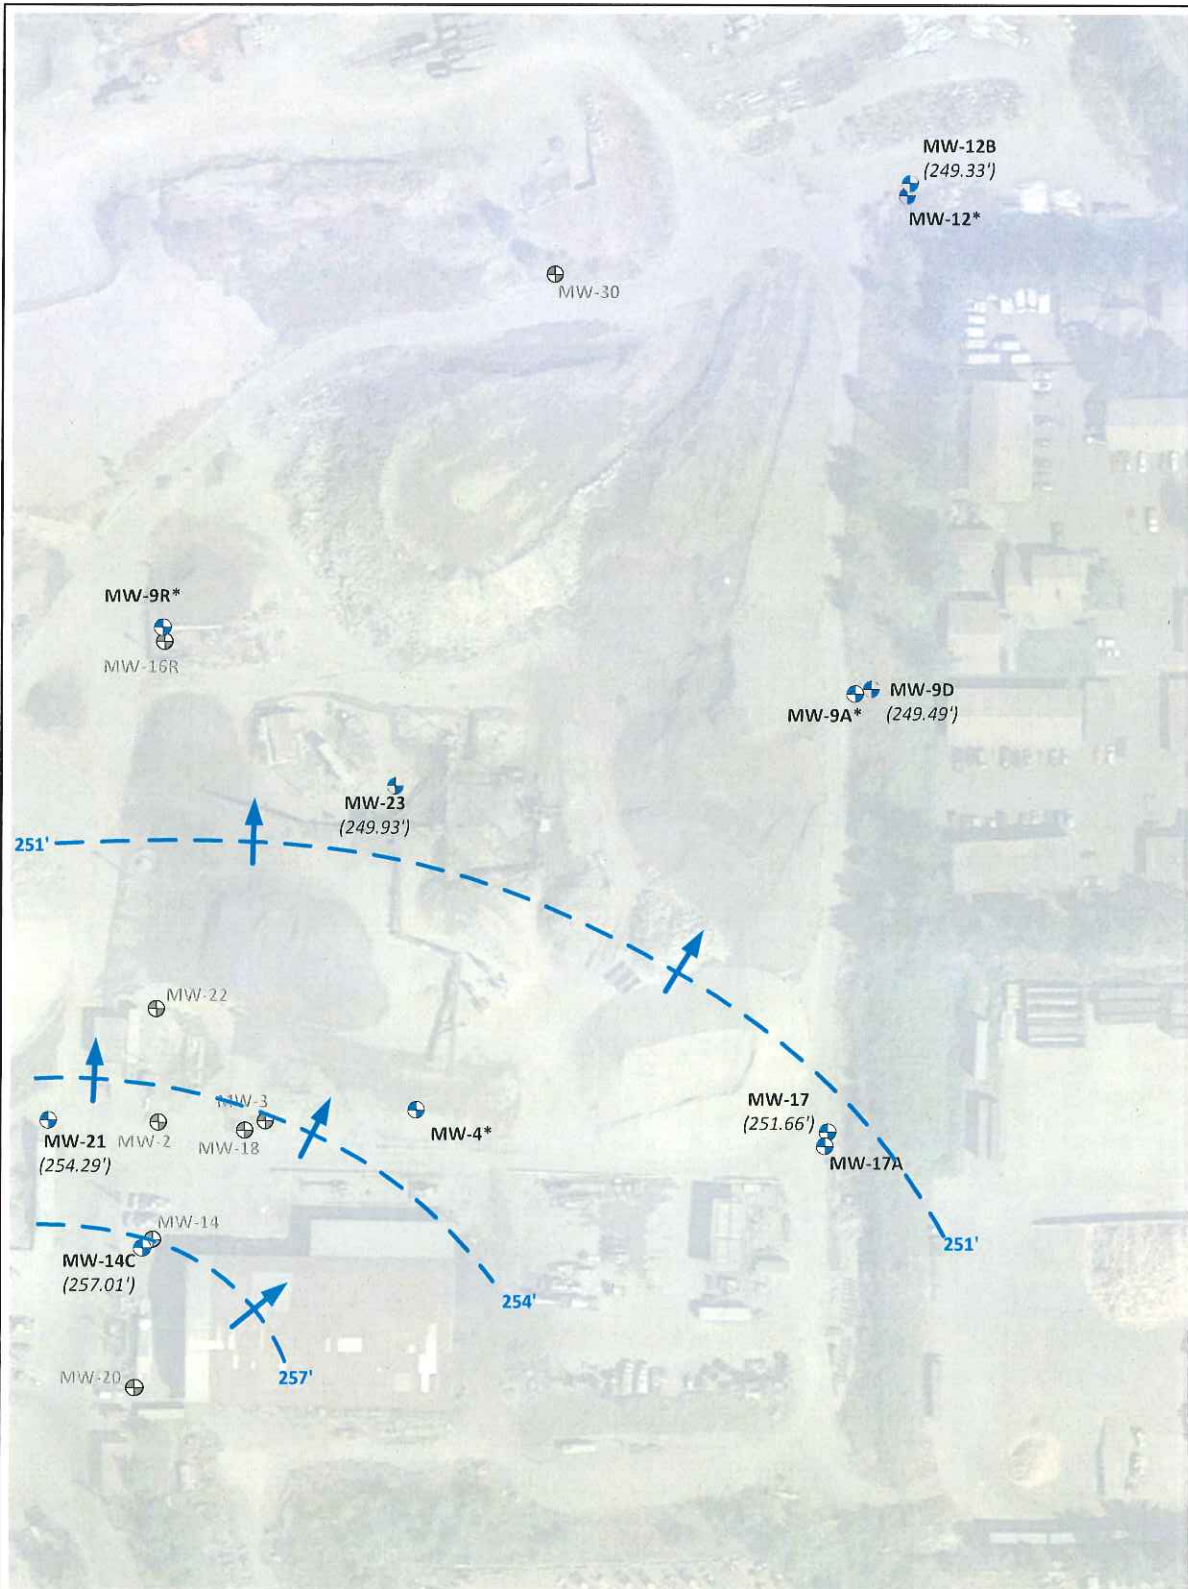 MW-12B
(249.33')
MW-12*
MW-30
MW-9R*
MW-16R
MW-9D
MW-9A*
(249.49')
MW-23
(249.93')
251'
MW-22
MW-3
MW-17
(251.66')
MW-21
MW-2
MW-18
MW-4*
(254.29')
MW-17A
MW-14
251'
MW-14C
(257.01')
254'
MW-20
257'